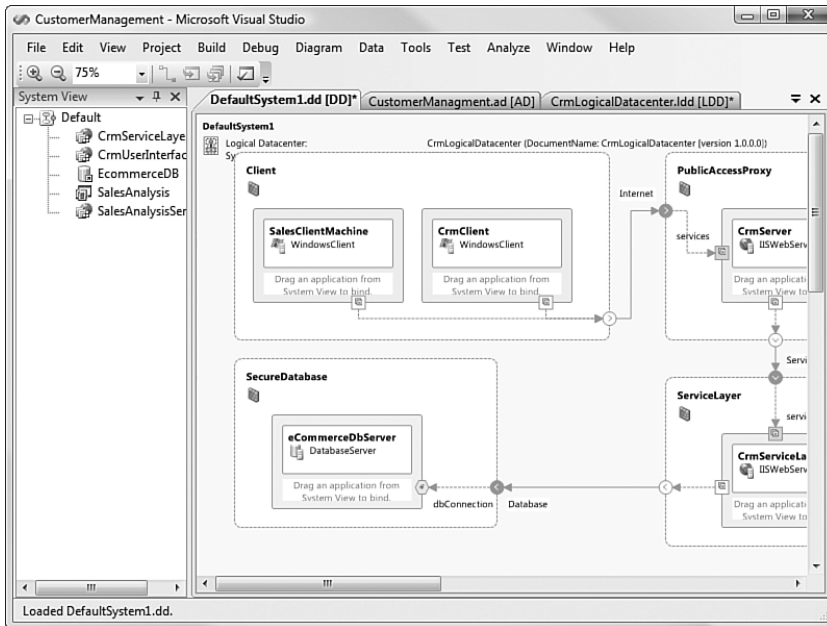 CustomerManagement - Microsoft Visual Studio
File Edit View Project Build Debug Diagram Data Tools Test Analyze Window Help
75%
System View
DefaultSystem1.dd [DD]* CustomerManagment.ad [AD] CrmLogicalDatacenter.ldd [LDD]*
Default
CrmServiceLaye
CrmUserInterfac
EcommerceDB
SalesAnalysis
SalesAnalysisSer
DefaultSystem1
Logical Datacenter: CrmLogicalDatacenter (DocumentName: CrmLogicalDatacenter [version 1.0.0.0])
Sy
Client
SalesClientMachine
WindowsClient
Drag an application from
System View to bind.
CrmClient
WindowsClient
Drag an application from
System View to bind.
Internet
PublicAccessProxy
services
CrmServer
IISWebServ
Drag an applicati
System View to
Servi
SecureDatabase
eCommerceDbServer
DatabaseServer
Drag an application from
System View to bind.
dbConnection
Database
ServiceLayer
servi
CrmServiceLa
IISWebServ
Drag an applicati
System View to
Loaded DefaultSystem1.dd.